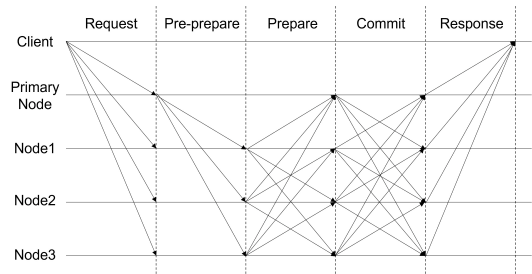 Request Pre-prepare Prepare Commit Response
Client
Primary
Node
Node1
Node2
Node3